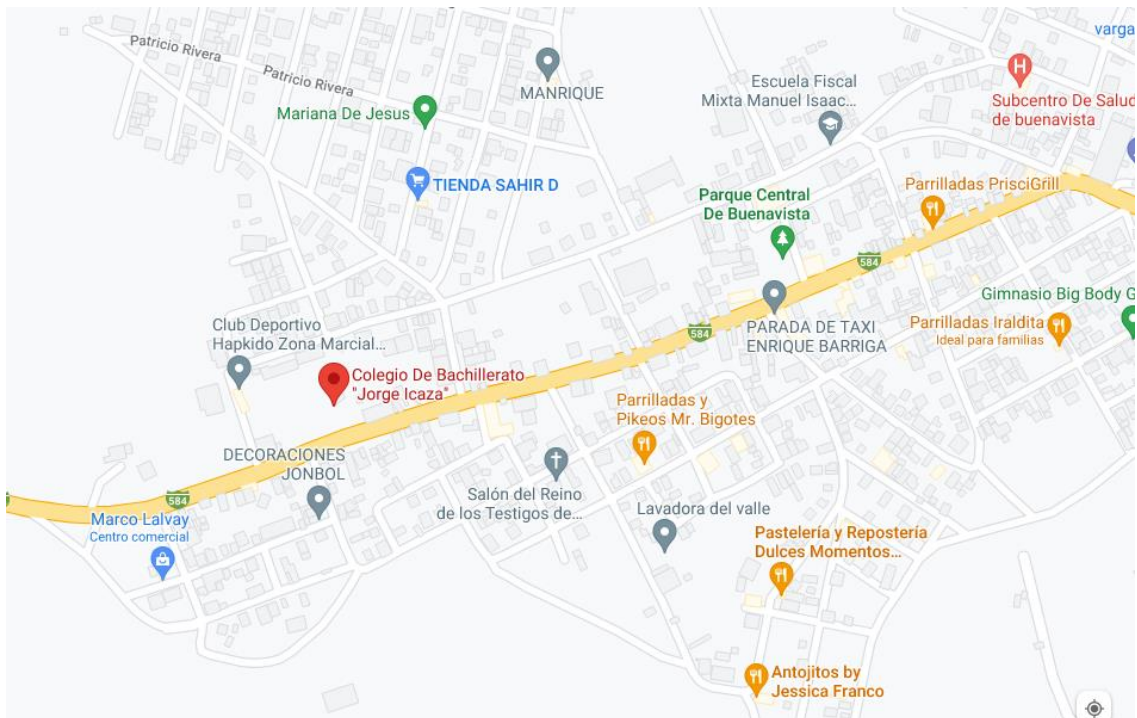 varga
Patricio Rivera
Patricio Rivera
MANRIQUE
Escuela Fiscal
Mixta Manuel Isaac...
H
Subcentro De Salud
de buenavista
Mariana De Jesus
TIENDA SAHIR D
Parque Central
De Buenavista
Parrilladas PrisciGrill
584
584
Gimnasio Big Body G
PARADA DE TAXI
ENRIQUE BARRIGA
Parrilladas Iraldita
Ideal para familias
Club Deportivo
Hapkido Zona Marcial...
Colegio De Bachillerato
"Jorge Icaza"
Parrilladas y
Pikeos Mr. Bigotes
DECORACIONES
JONBOL
584
Salón del Reino
de los Testigos de...
Lavadora del valle
Marco Lalvay
Centro comercial
Pastelería y Repostería
Dulces Momentos...
Antojitos by
Jessica Franco